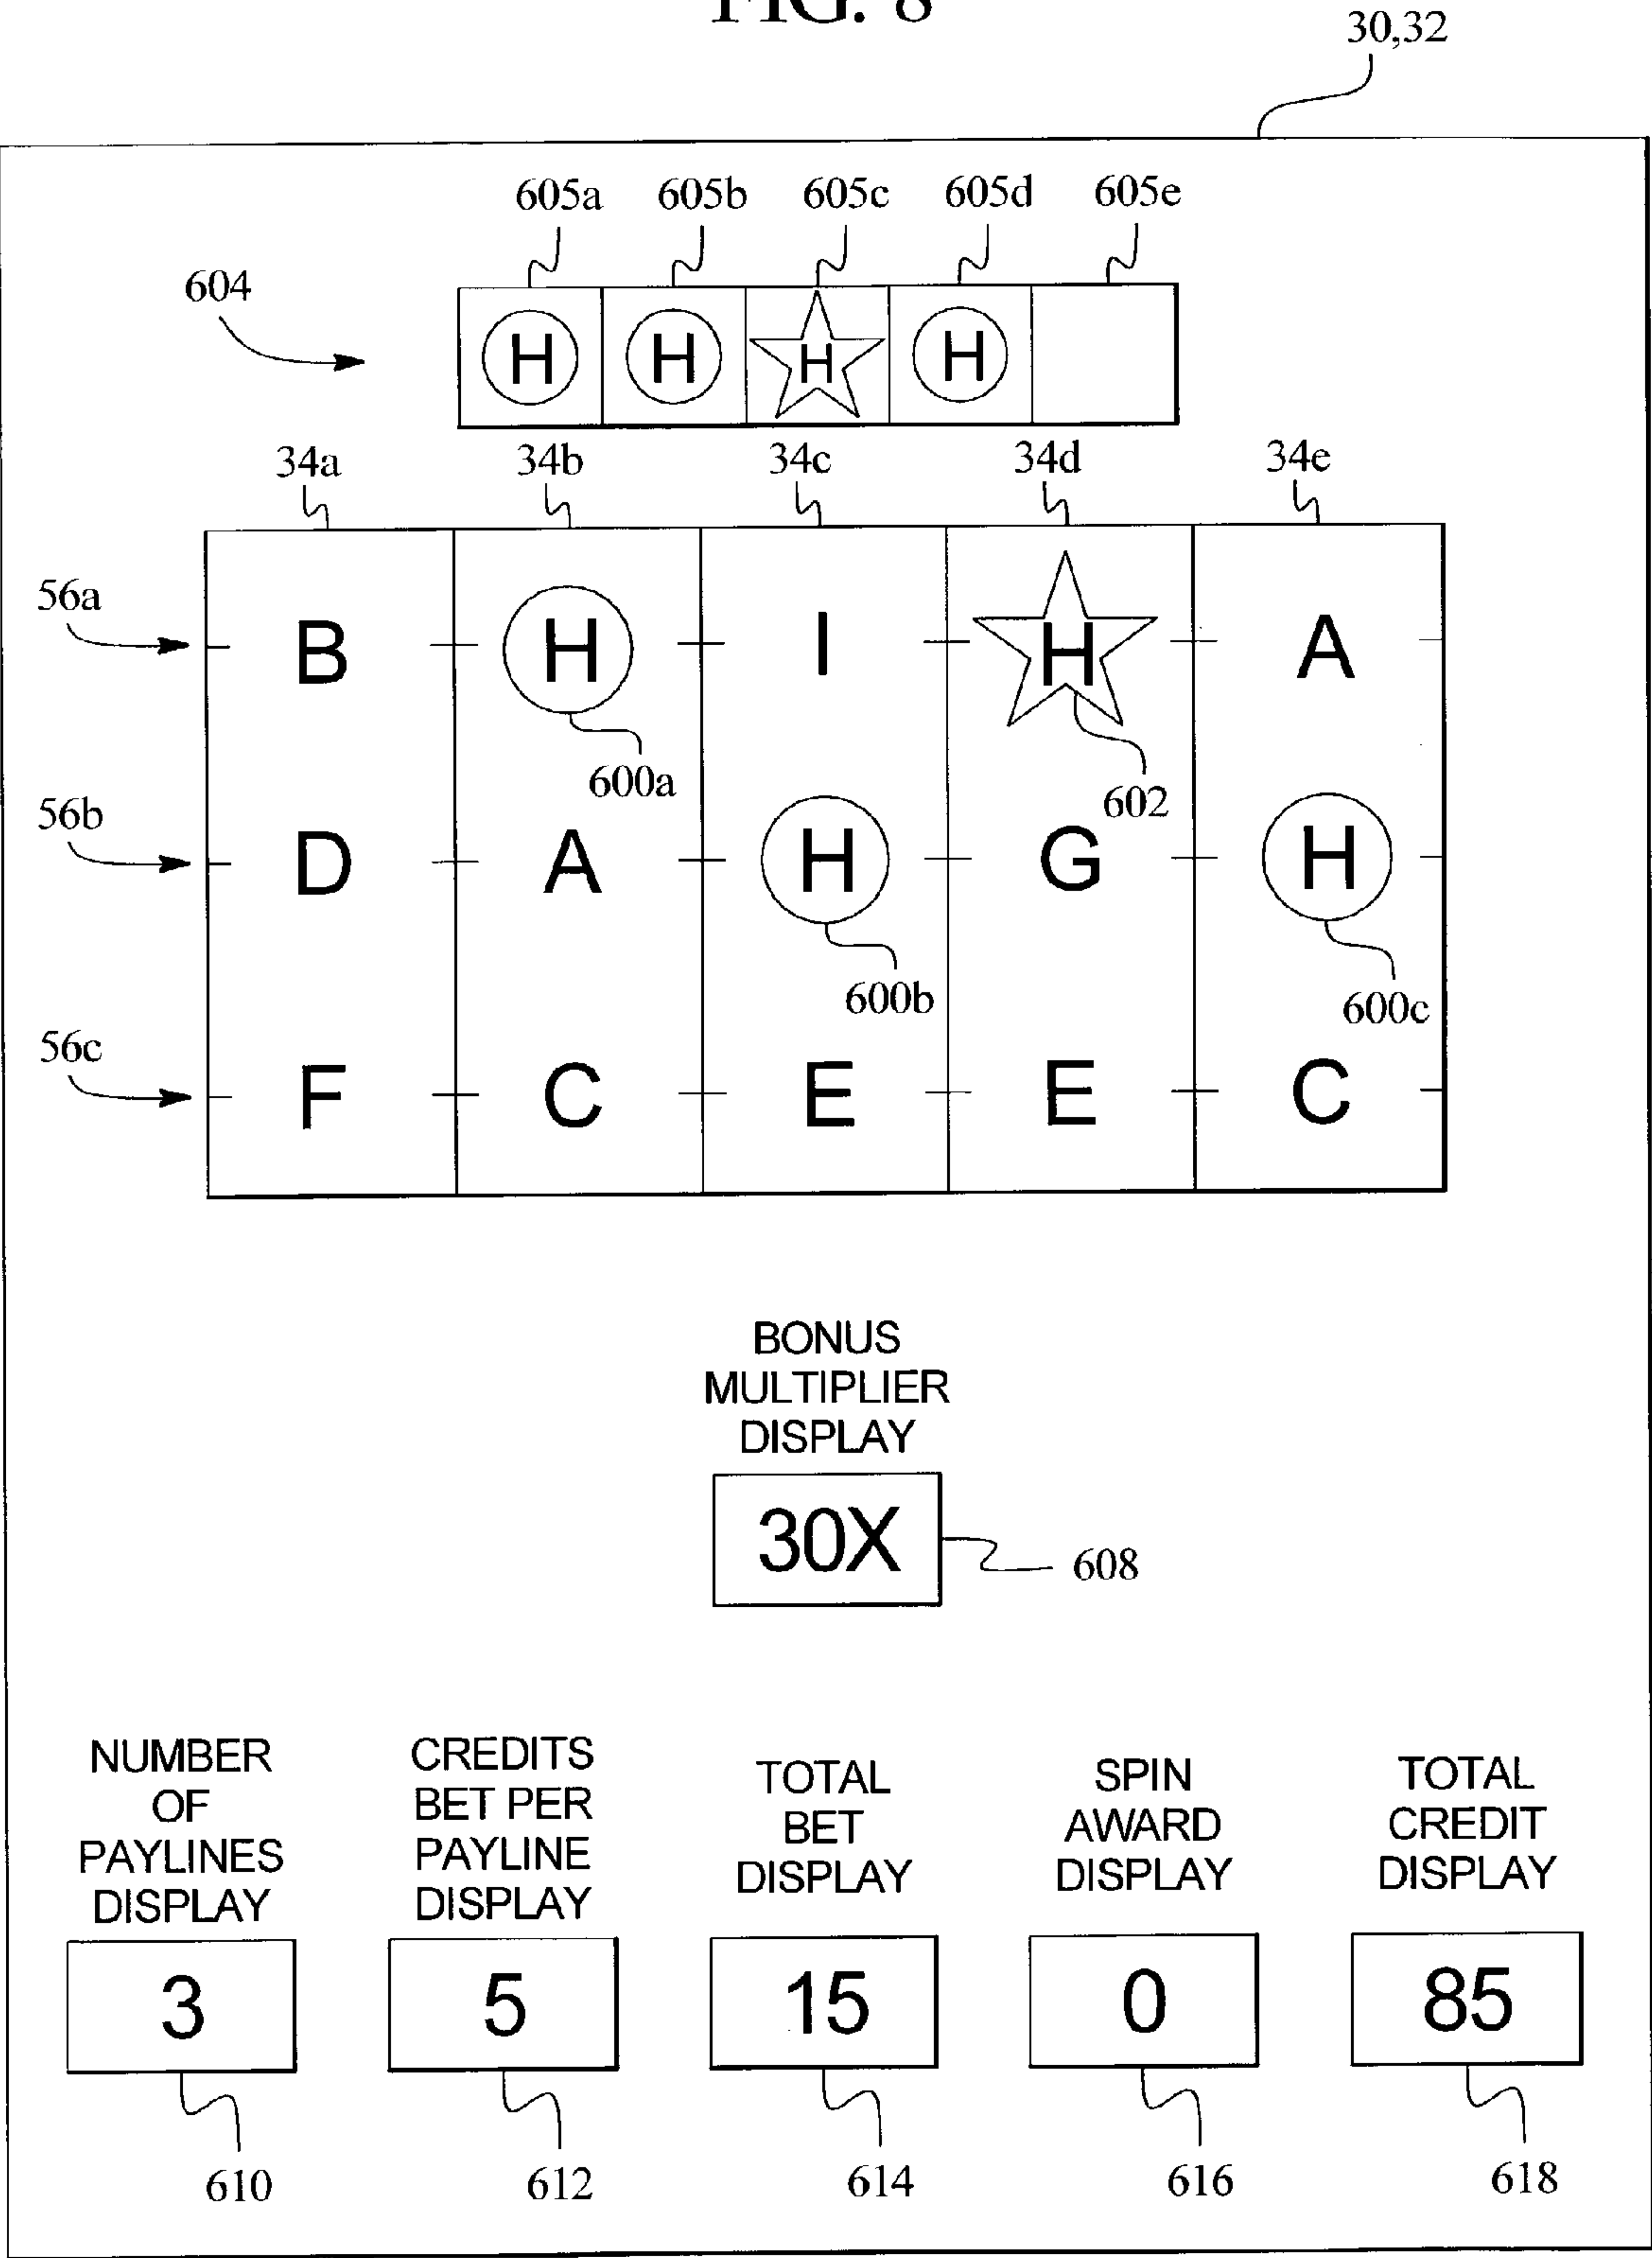 FIG. 8
30,32
605a 605b 605c 605d 605e
604
H H H H
34a 34b 34c 34d 34e
56a
B H I H A
600a
602
56b
D A H G H
600b
600c
56c
F C E E C
BONUS
MULTIPLIER
DISPLAY
30X
608
NUMBER
OF
PAYLINES
DISPLAY
3
610
CREDITS
BET PER
PAYLINE
DISPLAY
5
612
TOTAL
BET
DISPLAY
15
614
SPIN
AWARD
DISPLAY
0
616
TOTAL
CREDIT
DISPLAY
85
618